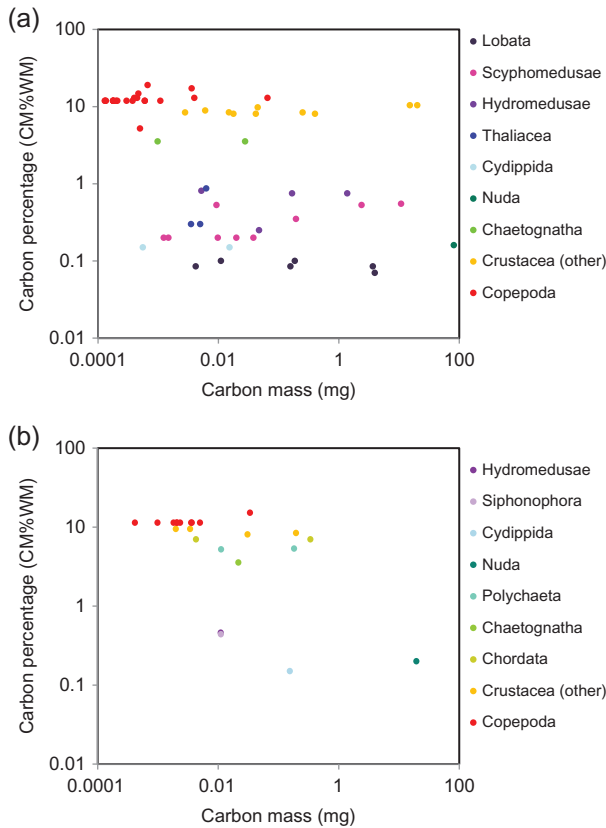 (a)
100
10
1
0.1
0.01
0.0001
0.01
1
100
Carbon percentage (CM%WM)
Carbon mass (mg)
Lobata
Scyphomedusae
Hydromedusae
Thaliacea
Cydippida
Nuda
Chaetognatha
Crustacea (other)
Copepoda
(b)
100
10
1
0.1
0.01
0.0001
0.01
1
100
Carbon percentage (CM%WM)
Carbon mass (mg)
Hydromedusae
Siphonophora
Cydippida
Nuda
Polychaeta
Chaetognatha
Chordata
Crustacea (other)
Copepoda